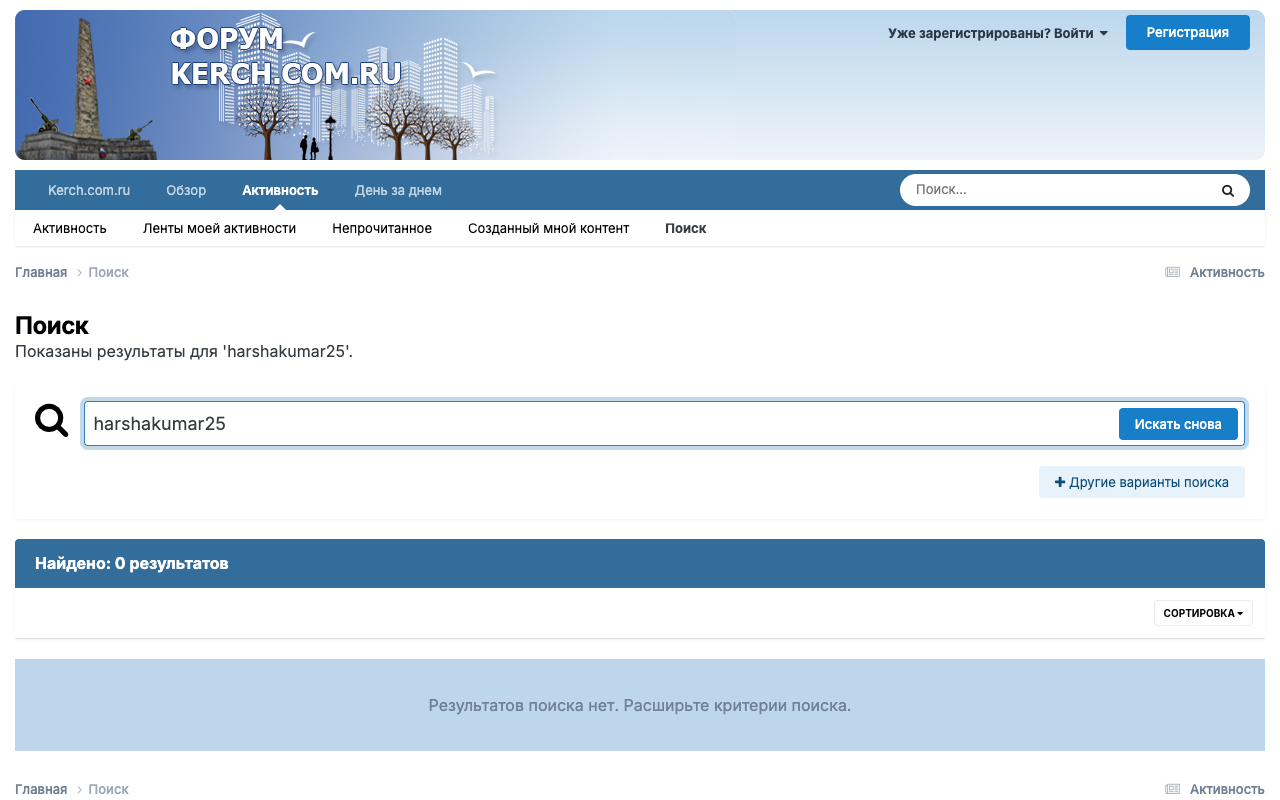 ФОРУМ
KERCH.COM.RU
Уже зарегистрированы? Войти
Регистрация
Kerch.com.ru Обзор Активность День за днем
Поиск...
Активность Ленты моей активности Непрочитанное Созданный мной контент Поиск
Главная Поиск
Активность
Поиск
Показаны результаты для 'harshakumar25'.
harshakumar25
Искать снова
Другие варианты поиска
Найдено: 0 результатов
СОРТИРОВКА
Результатов поиска нет. Расширьте критерии поиска.
Главная Поиск
Активность